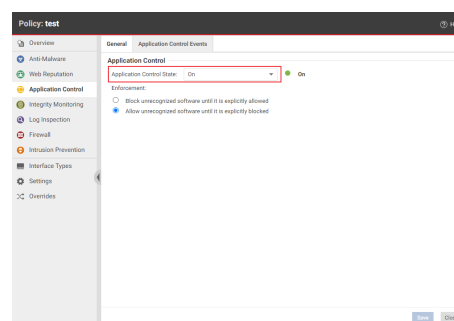 Policy: test
Overview
Anti-Malware
Web Reputation
Application Control
Integrity Monitoring
Log Inspection
Firewall
Intrusion Prevention
Interface Types
Settings
Overrides
General Application Control Events
Application Control
Application Control State: On On
Enforcement:
Block unrecognized software until it is explicitly allowed
Allow unrecognized software until it is explicitly blocked
Save